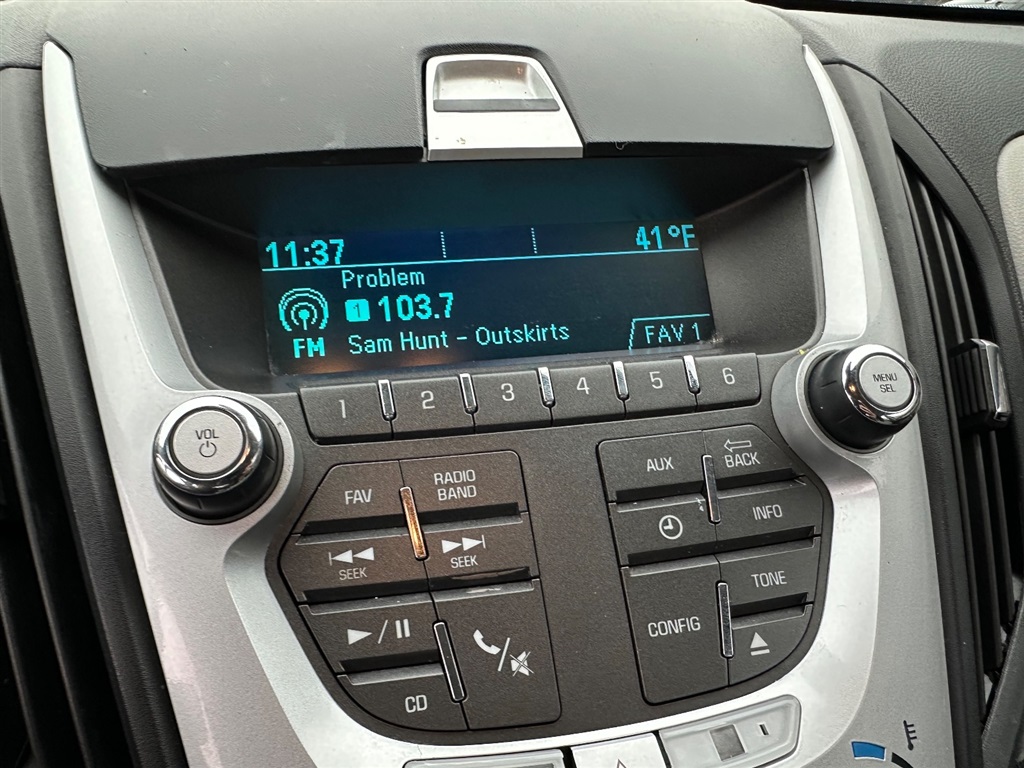 11:37 41°F
Problem
1 103.7
FM Sam Hunt - Outskirts FAV 1
1 2 3 4 5 6
VOL
MENU
SEL
FAV
RADIO
BAND
AUX
BACK
SEEK
SEEK
INFO
CONFIG
TONE
CD